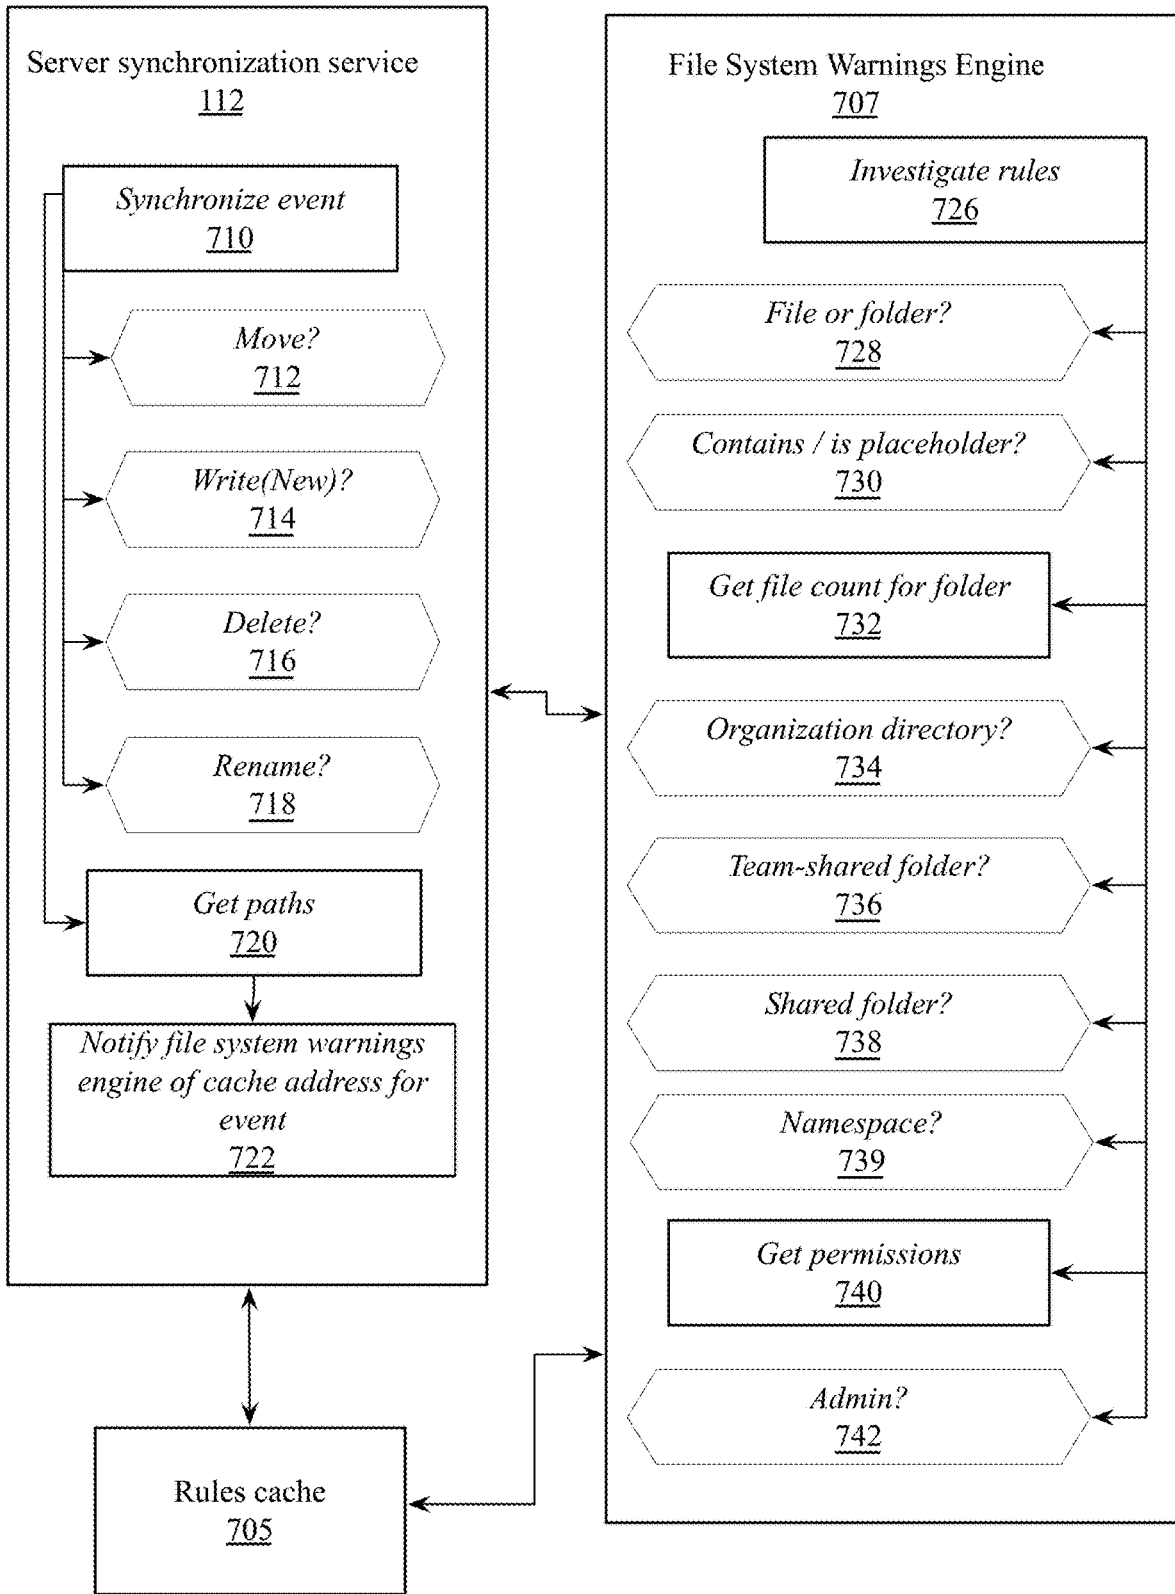 Server synchronization service
112
Synchronize event
710
Move?
712
Write(New)?
714
Delete?
716
Rename?
718
Get paths
720
Notify file system warnings
engine of cache address for
event
722
Rules cache
705
File System Warnings Engine
707
Investigate rules
726
File or folder?
728
Contains / is placeholder?
730
Get file count for folder
732
Organization directory?
734
Team-shared folder?
736
Shared folder?
738
Namespace?
739
Get permissions
740
Admin?
742